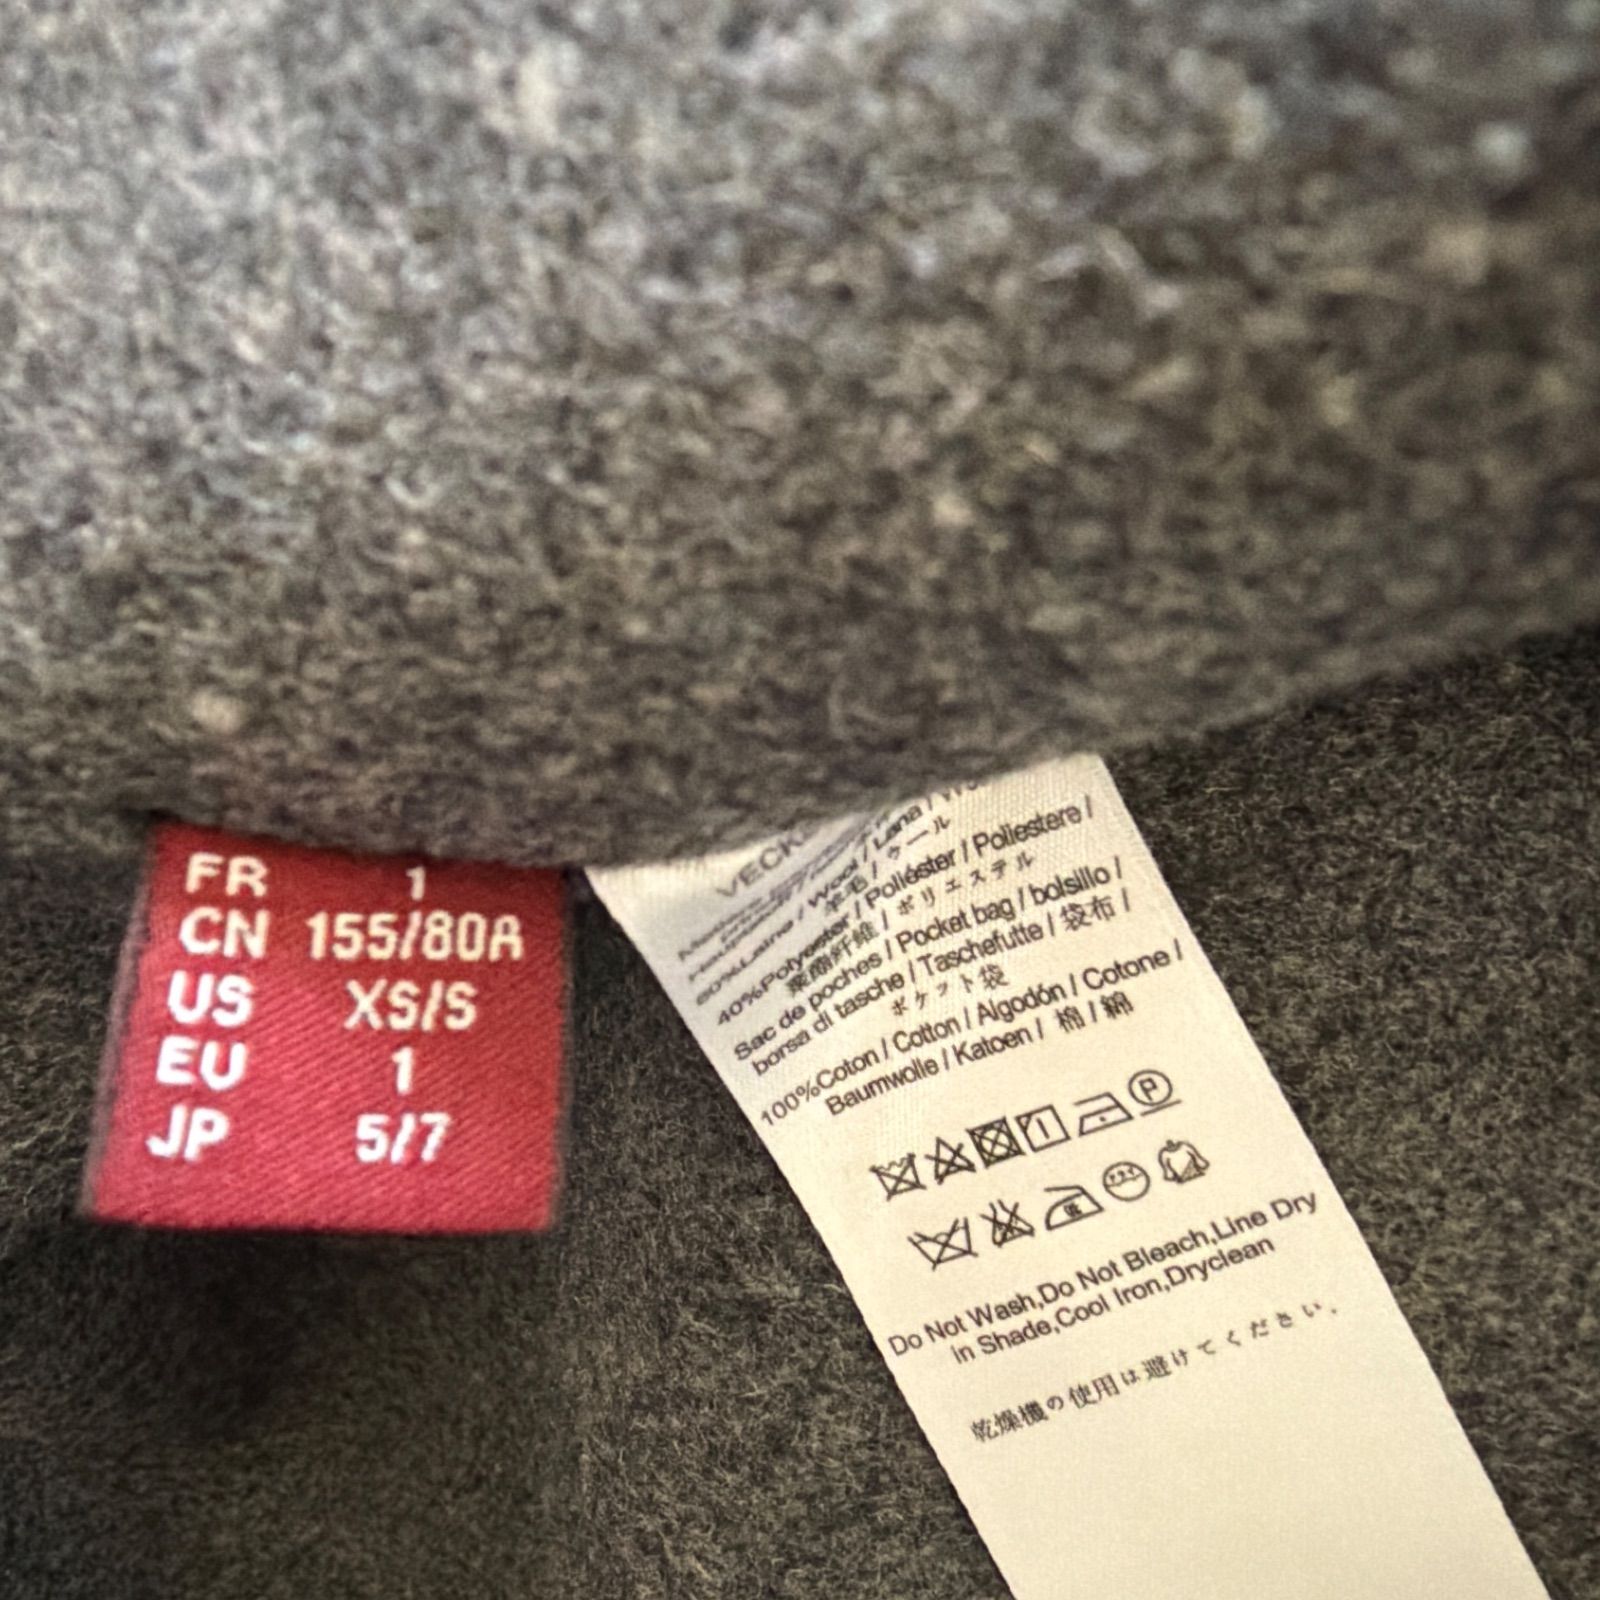 FR 1
CN 155/80A
US XS/S
EU 1
JP 5/7
/ Wool / Lana /
羊毛 / ウール
40%Polyester / Poliéster / Poliestere /
聚酯纤维 / ポリエステル
Sac de poches / Pocket bag / bolsillo /
borsa di tasche / Taschefutte / 袋布 /
ポケット袋
100%Coton / Cotton / Algodón / Cotone /
Baumwolle / Katoen / 棉 / 綿
P
Do Not Wash,Do Not Bleach,Line Dry
in Shade,Cool Iron,Dryclean
乾燥機の使用は避けてください.